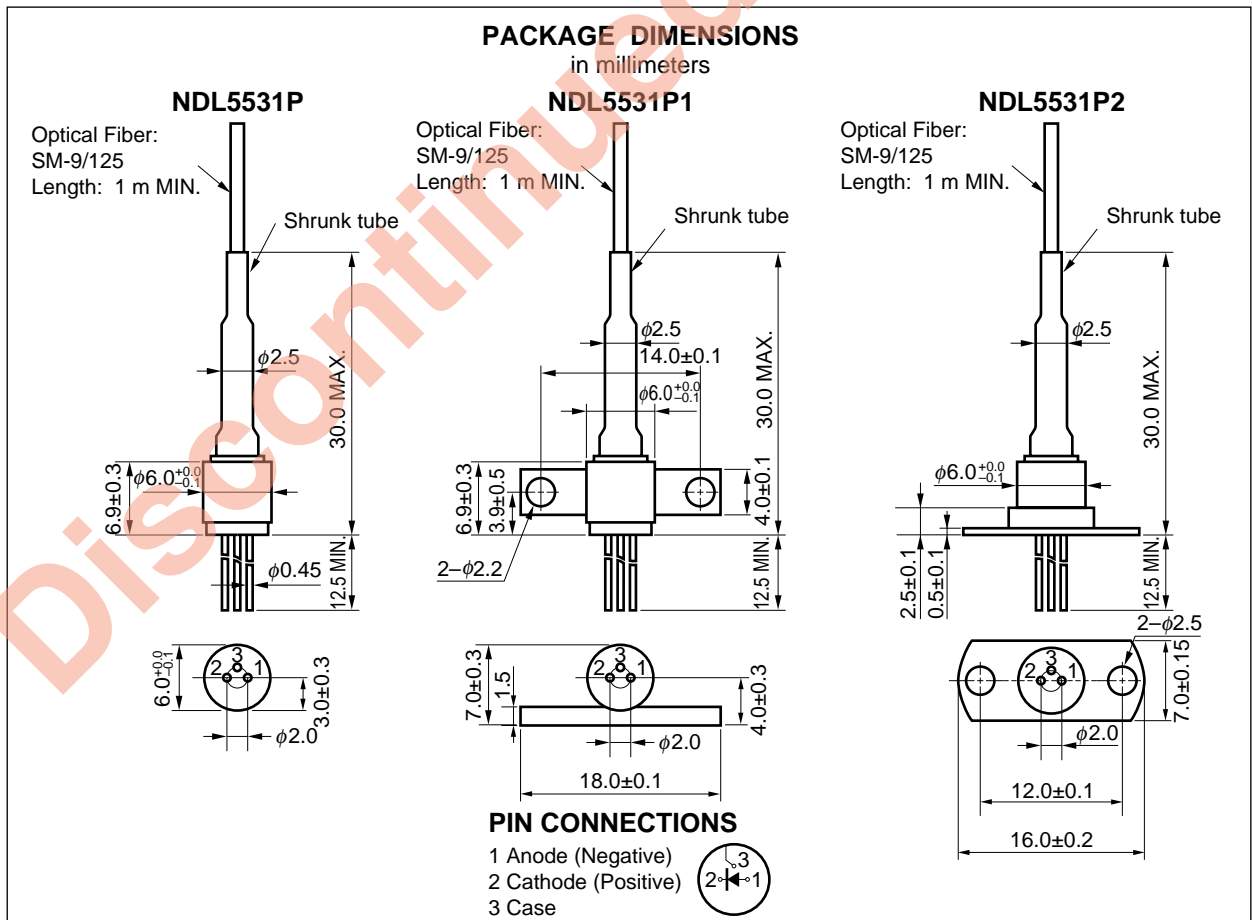 Discontinued
PACKAGE DIMENSIONS
in millimeters
NDL5531P
Optical Fiber:
SM-9/125
Length: 1 m MIN.
Shrunk tube
φ2.5
30.0 MAX.
6.9±0.3
φ6.0 +0.0 –0.1
12.5 MIN.
φ0.45
6.0 +0.0 –0.1
2 3 1
3.0±0.3
φ2.0
NDL5531P1
Optical Fiber:
SM-9/125
Length: 1 m MIN.
Shrunk tube
φ2.5
14.0±0.1
φ6.0 +0.0 –0.1
30.0 MAX.
6.9±0.3
3.9±0.5
4.0±0.1
2–φ2.2
12.5 MIN.
7.0±0.3
1.5
2 3 1
4.0±0.3
φ2.0
18.0±0.1
NDL5531P2
Optical Fiber:
SM-9/125
Length: 1 m MIN.
Shrunk tube
φ2.5
30.0 MAX.
φ6.0 +0.0 –0.1
2.5±0.1
0.5±0.1
12.5 MIN.
2–φ2.5
2 3 1
7.0±0.15
φ2.0
12.0±0.1
16.0±0.2
PIN CONNECTIONS
1 Anode (Negative)
2 Cathode (Positive)
3 Case
3
2 1